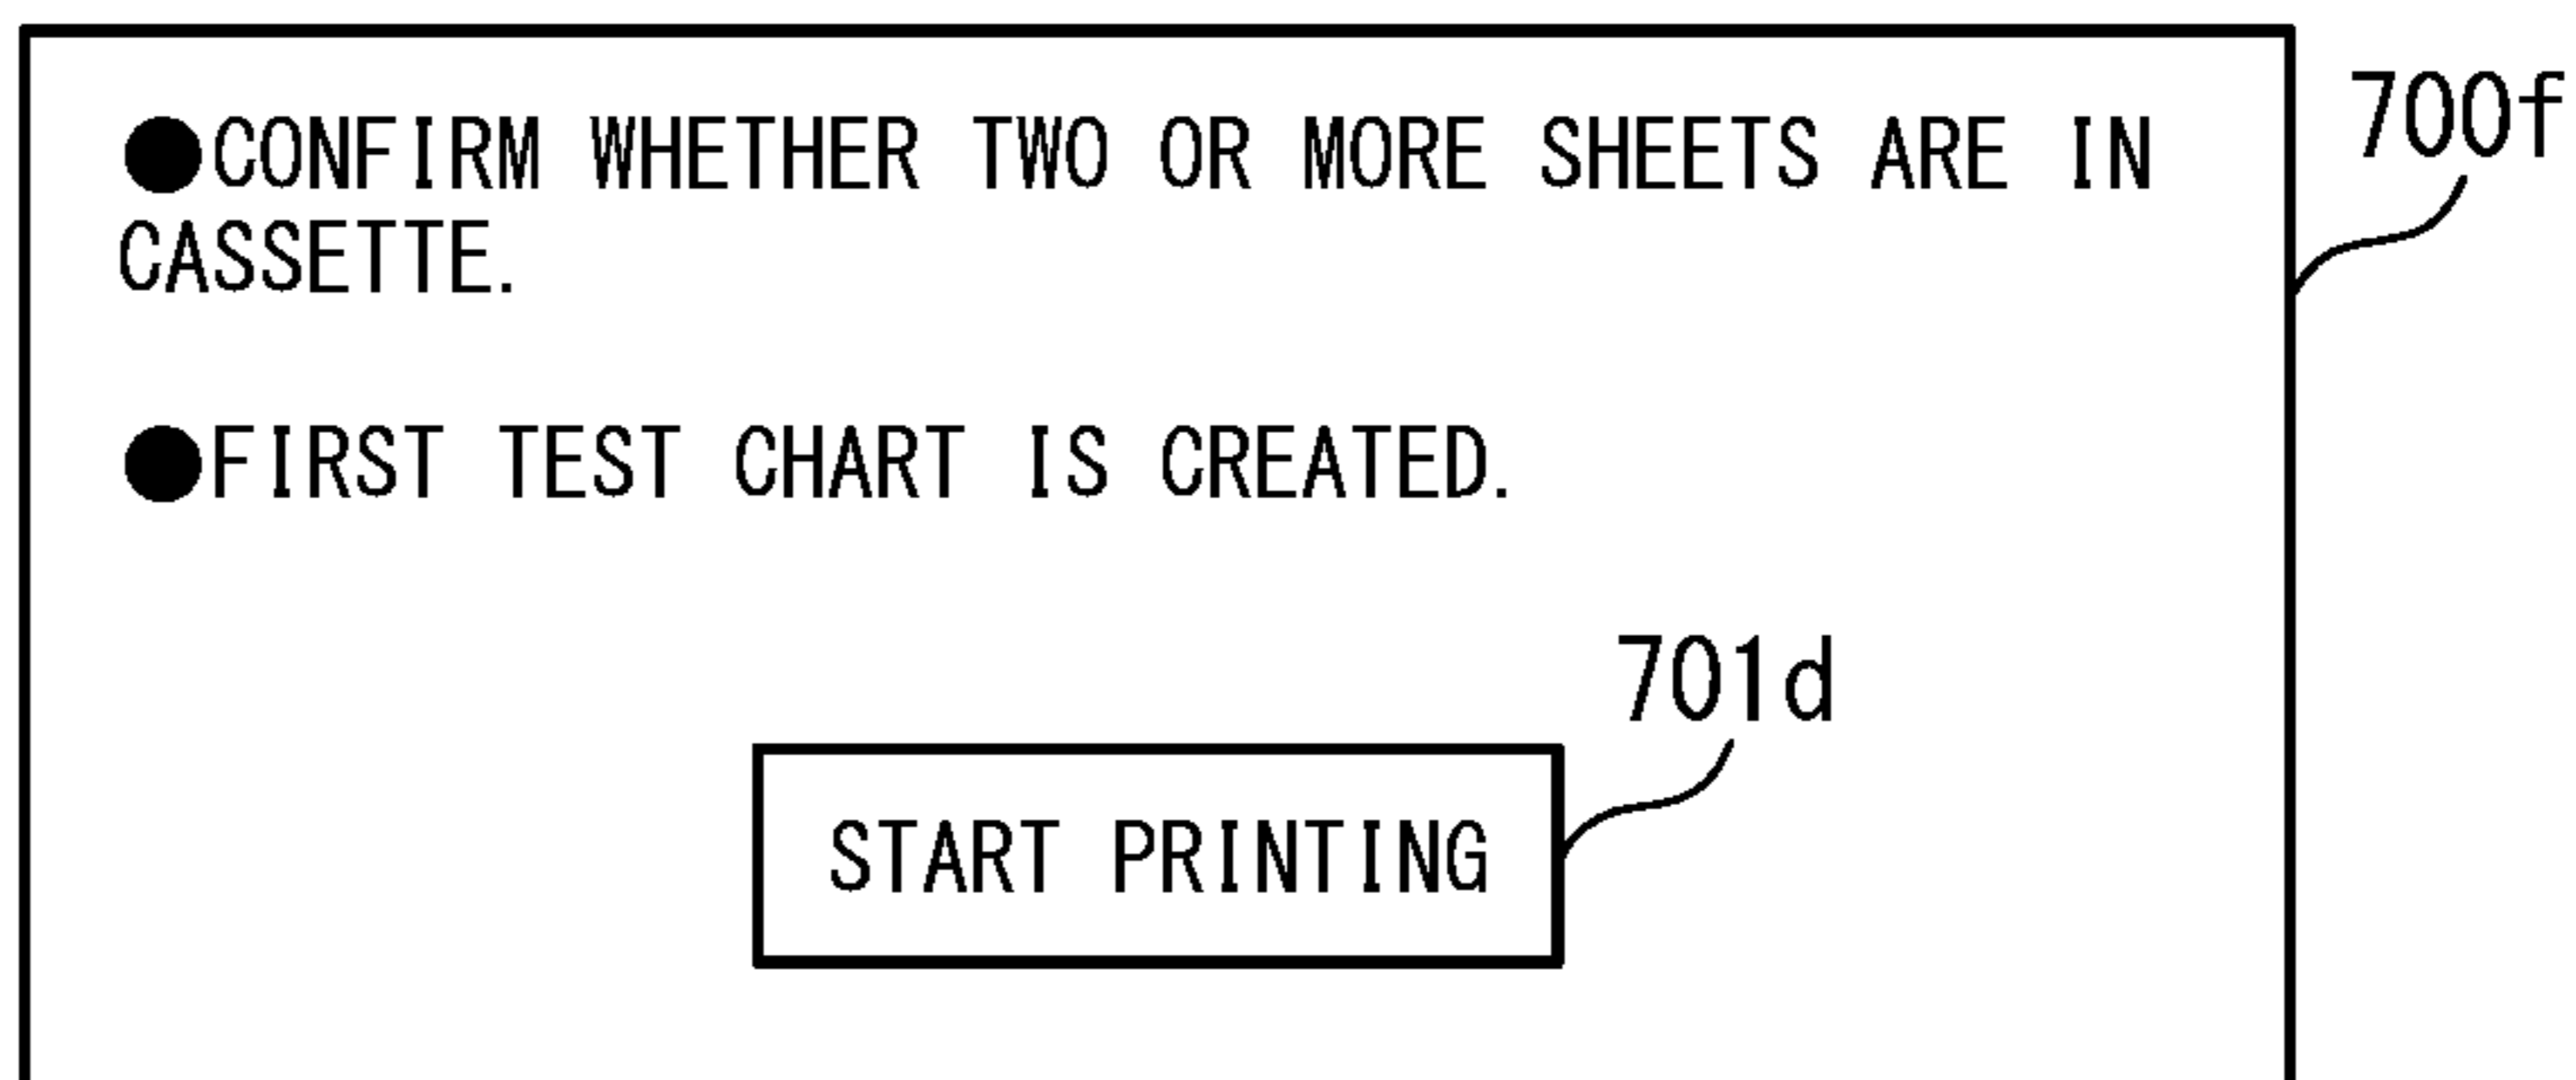 ●CONFIRM WHETHER TWO OR MORE SHEETS ARE IN
CASSETTE.
●FIRST TEST CHART IS CREATED.
START PRINTING
700f
701d